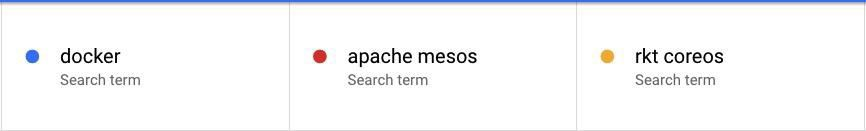 docker
Search term
apache mesos
Search term
rkt coreos
Search term